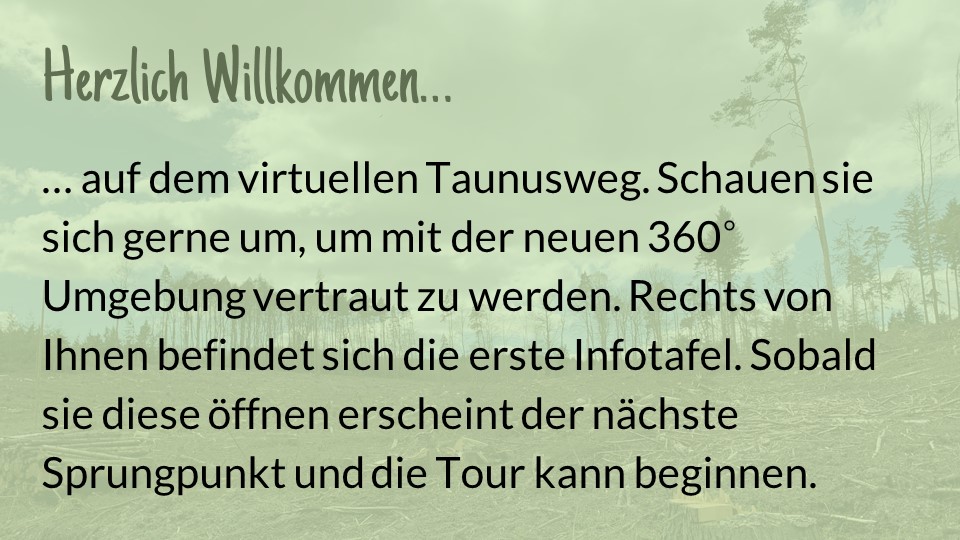 Herzlich Willkommen...
... auf dem virtuellen Taunusweg. Schauen sie
sich gerne um, um mit der neuen 360°
Umgebung vertraut zu werden. Rechts von
Ihnen befindet sich die erste Infotafel. Sobald
sie diese öffnen erscheint der nächste
Sprungpunkt und die Tour kann beginnen.